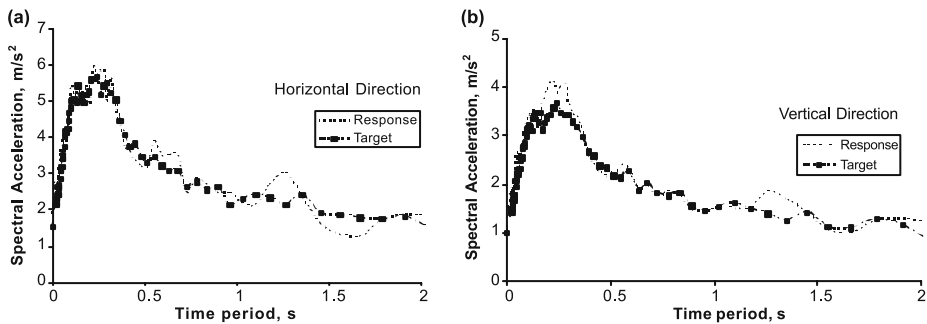 (a)
Spectral Acceleration, m/s²
7
6
5
4
3
2
1
0
0
0.5
1
1.5
2
Time period, s
Horizontal Direction
Response
Target
(b)
Spectral Acceleration, m/s²
5
4
3
2
1
0
0
0.5
1
1.5
2
Time period, s
Vertical Direction
Response
Target